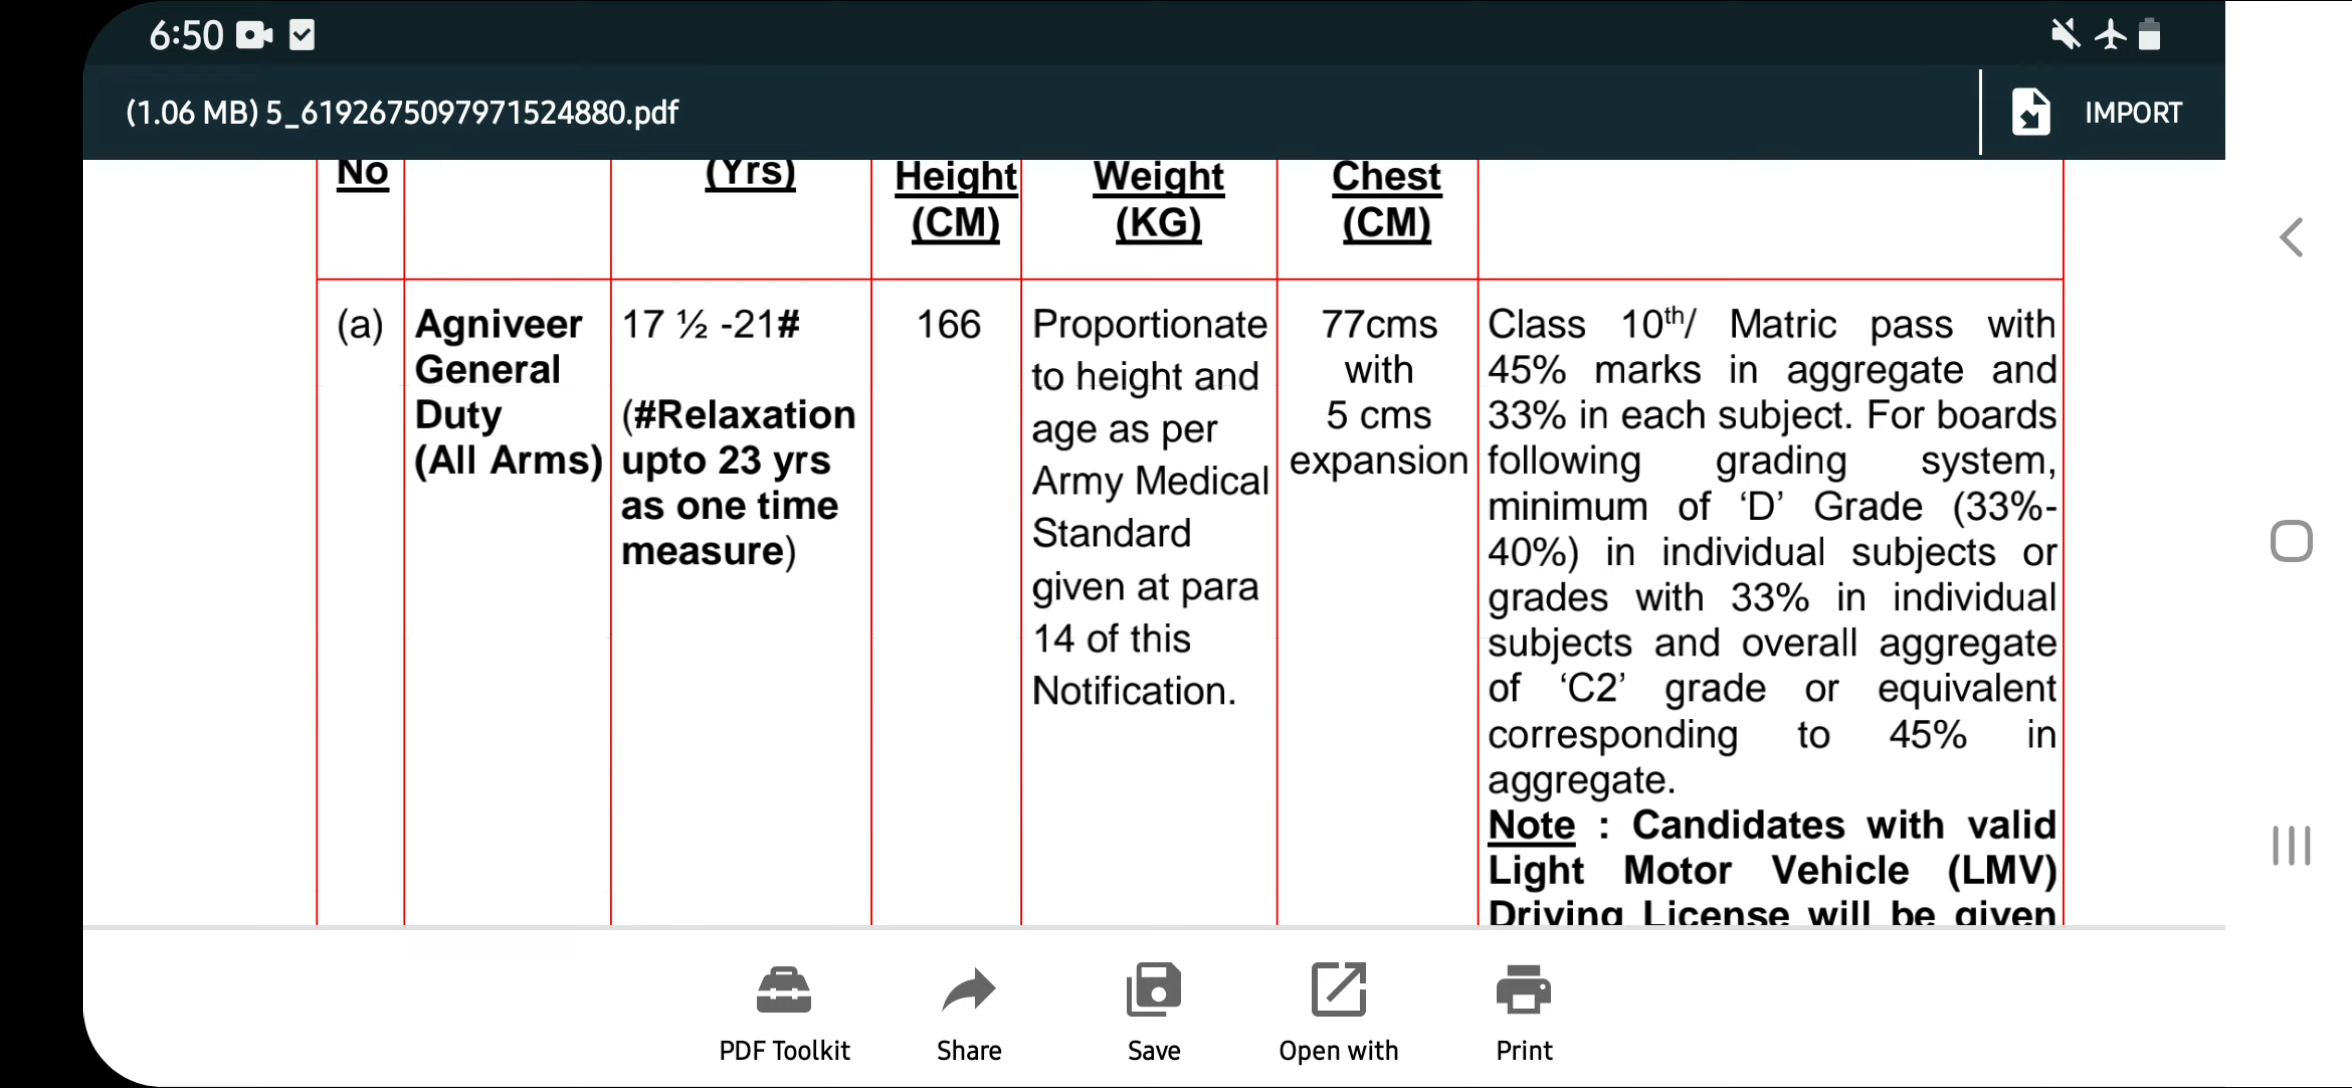 6:50
(1.06 MB) 5_6192675097971524880.pdf
IMPORT
No
(Yrs)
Height
(CM)
Weight
(KG)
Chest
(CM)
(a)
Agniveer
General
Duty
(All Arms)
17 ½ -21#
(#Relaxation
upto 23 yrs
as one time
measure)
166
Proportionate
to height and
age as per
Army Medical
Standard
given at para
14 of this
Notification.
77cms
with
5 cms
expansion
Class 10th/ Matric pass with
45% marks in aggregate and
33% in each subject. For boards
following grading system,
minimum of ‘D’ Grade (33%-
40%) in individual subjects or
grades with 33% in individual
subjects and overall aggregate
of ‘C2’ grade or equivalent
corresponding to 45% in
aggregate.
Note : Candidates with valid
Light Motor Vehicle (LMV)
Driving License will be given
PDF Toolkit
Share
Save
Open with
Print